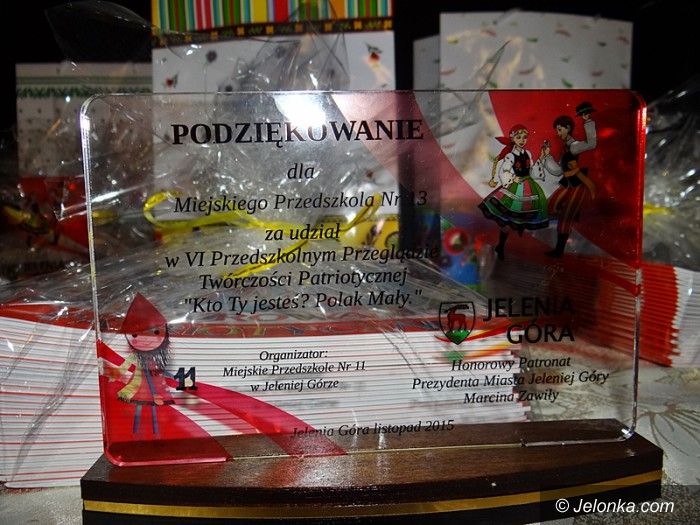 PODZIĘKOWANIE
dla
Miejskiego Przedszkola Nr 13
za udział
w VI Przedszkolnym Przeglądzie
Twórczości Patriotycznej
"Kto Ty jesteś? Polak Mały."
JELENIA
GÓRA
Organizator:
Miejskie Przedszkole Nr 11
w Jeleniej Górze
11
Honorowy Patronat
Prezydenta Miasta Jeleniej Góry
Marcina Zawiły
Jelenia Góra listopad 2015
© Jelonka.com